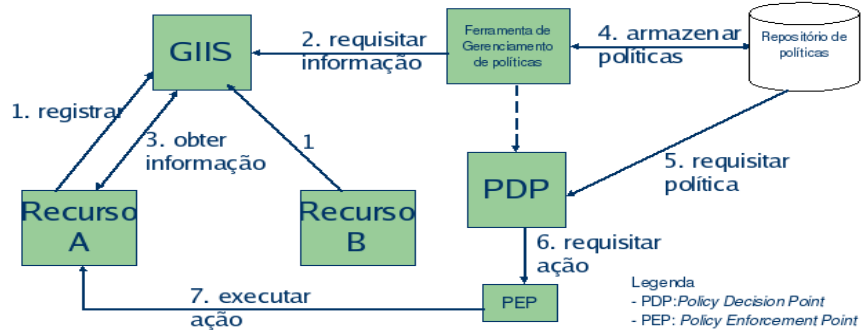 GIIS
2. requisitar
informação
Ferramenta de
Gerenciamento
de políticas
4. armazenar
políticas
Repositório de
políticas
1. registrar
3. obter
informação
1
5. requisitar
política
PDP
Recurso
A
Recurso
B
6. requisitar
ação
7. executar
ação
PEP
Legenda
- PDP:Policy Decision Point
- PEP: Policy Enforcement Point